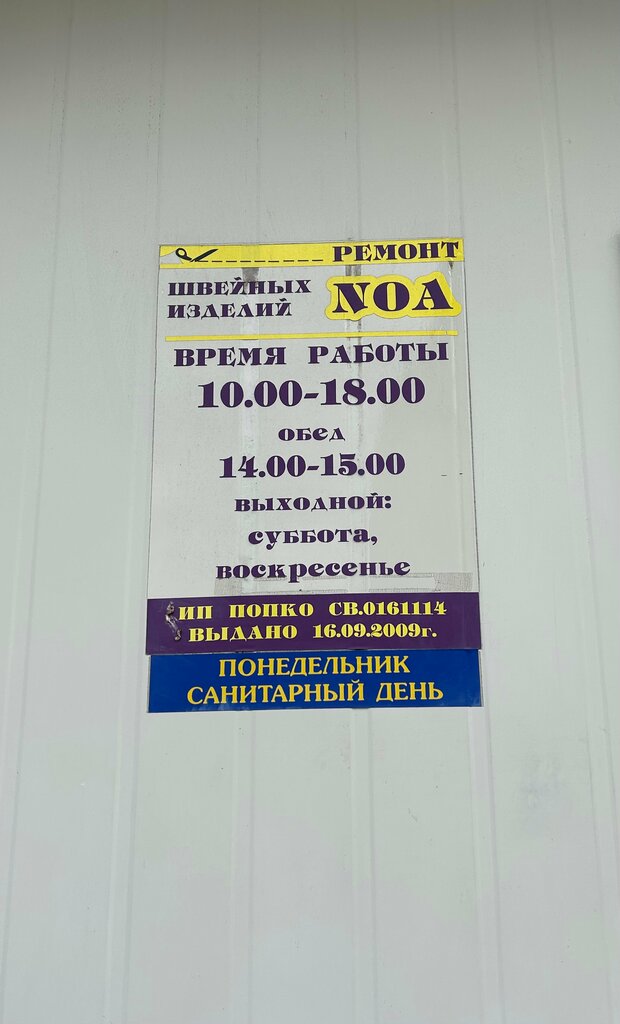 РЕМОНТ
ШВЕЙНЫХ
ИЗДЕЛИЙ
NOA
ВРЕМЯ РАБОТЫ
10.00-18.00
ОБЕД
14.00-15.00
ВЫХОДНОЙ:
СУББОТА,
ВОСКРЕСЕНЬЕ
ИП ПОПКО СВ.0161114
ВЫДАНО 16.09.2009г.
ПОНЕДЕЛЬНИК
САНИТАРНЫЙ ДЕНЬ